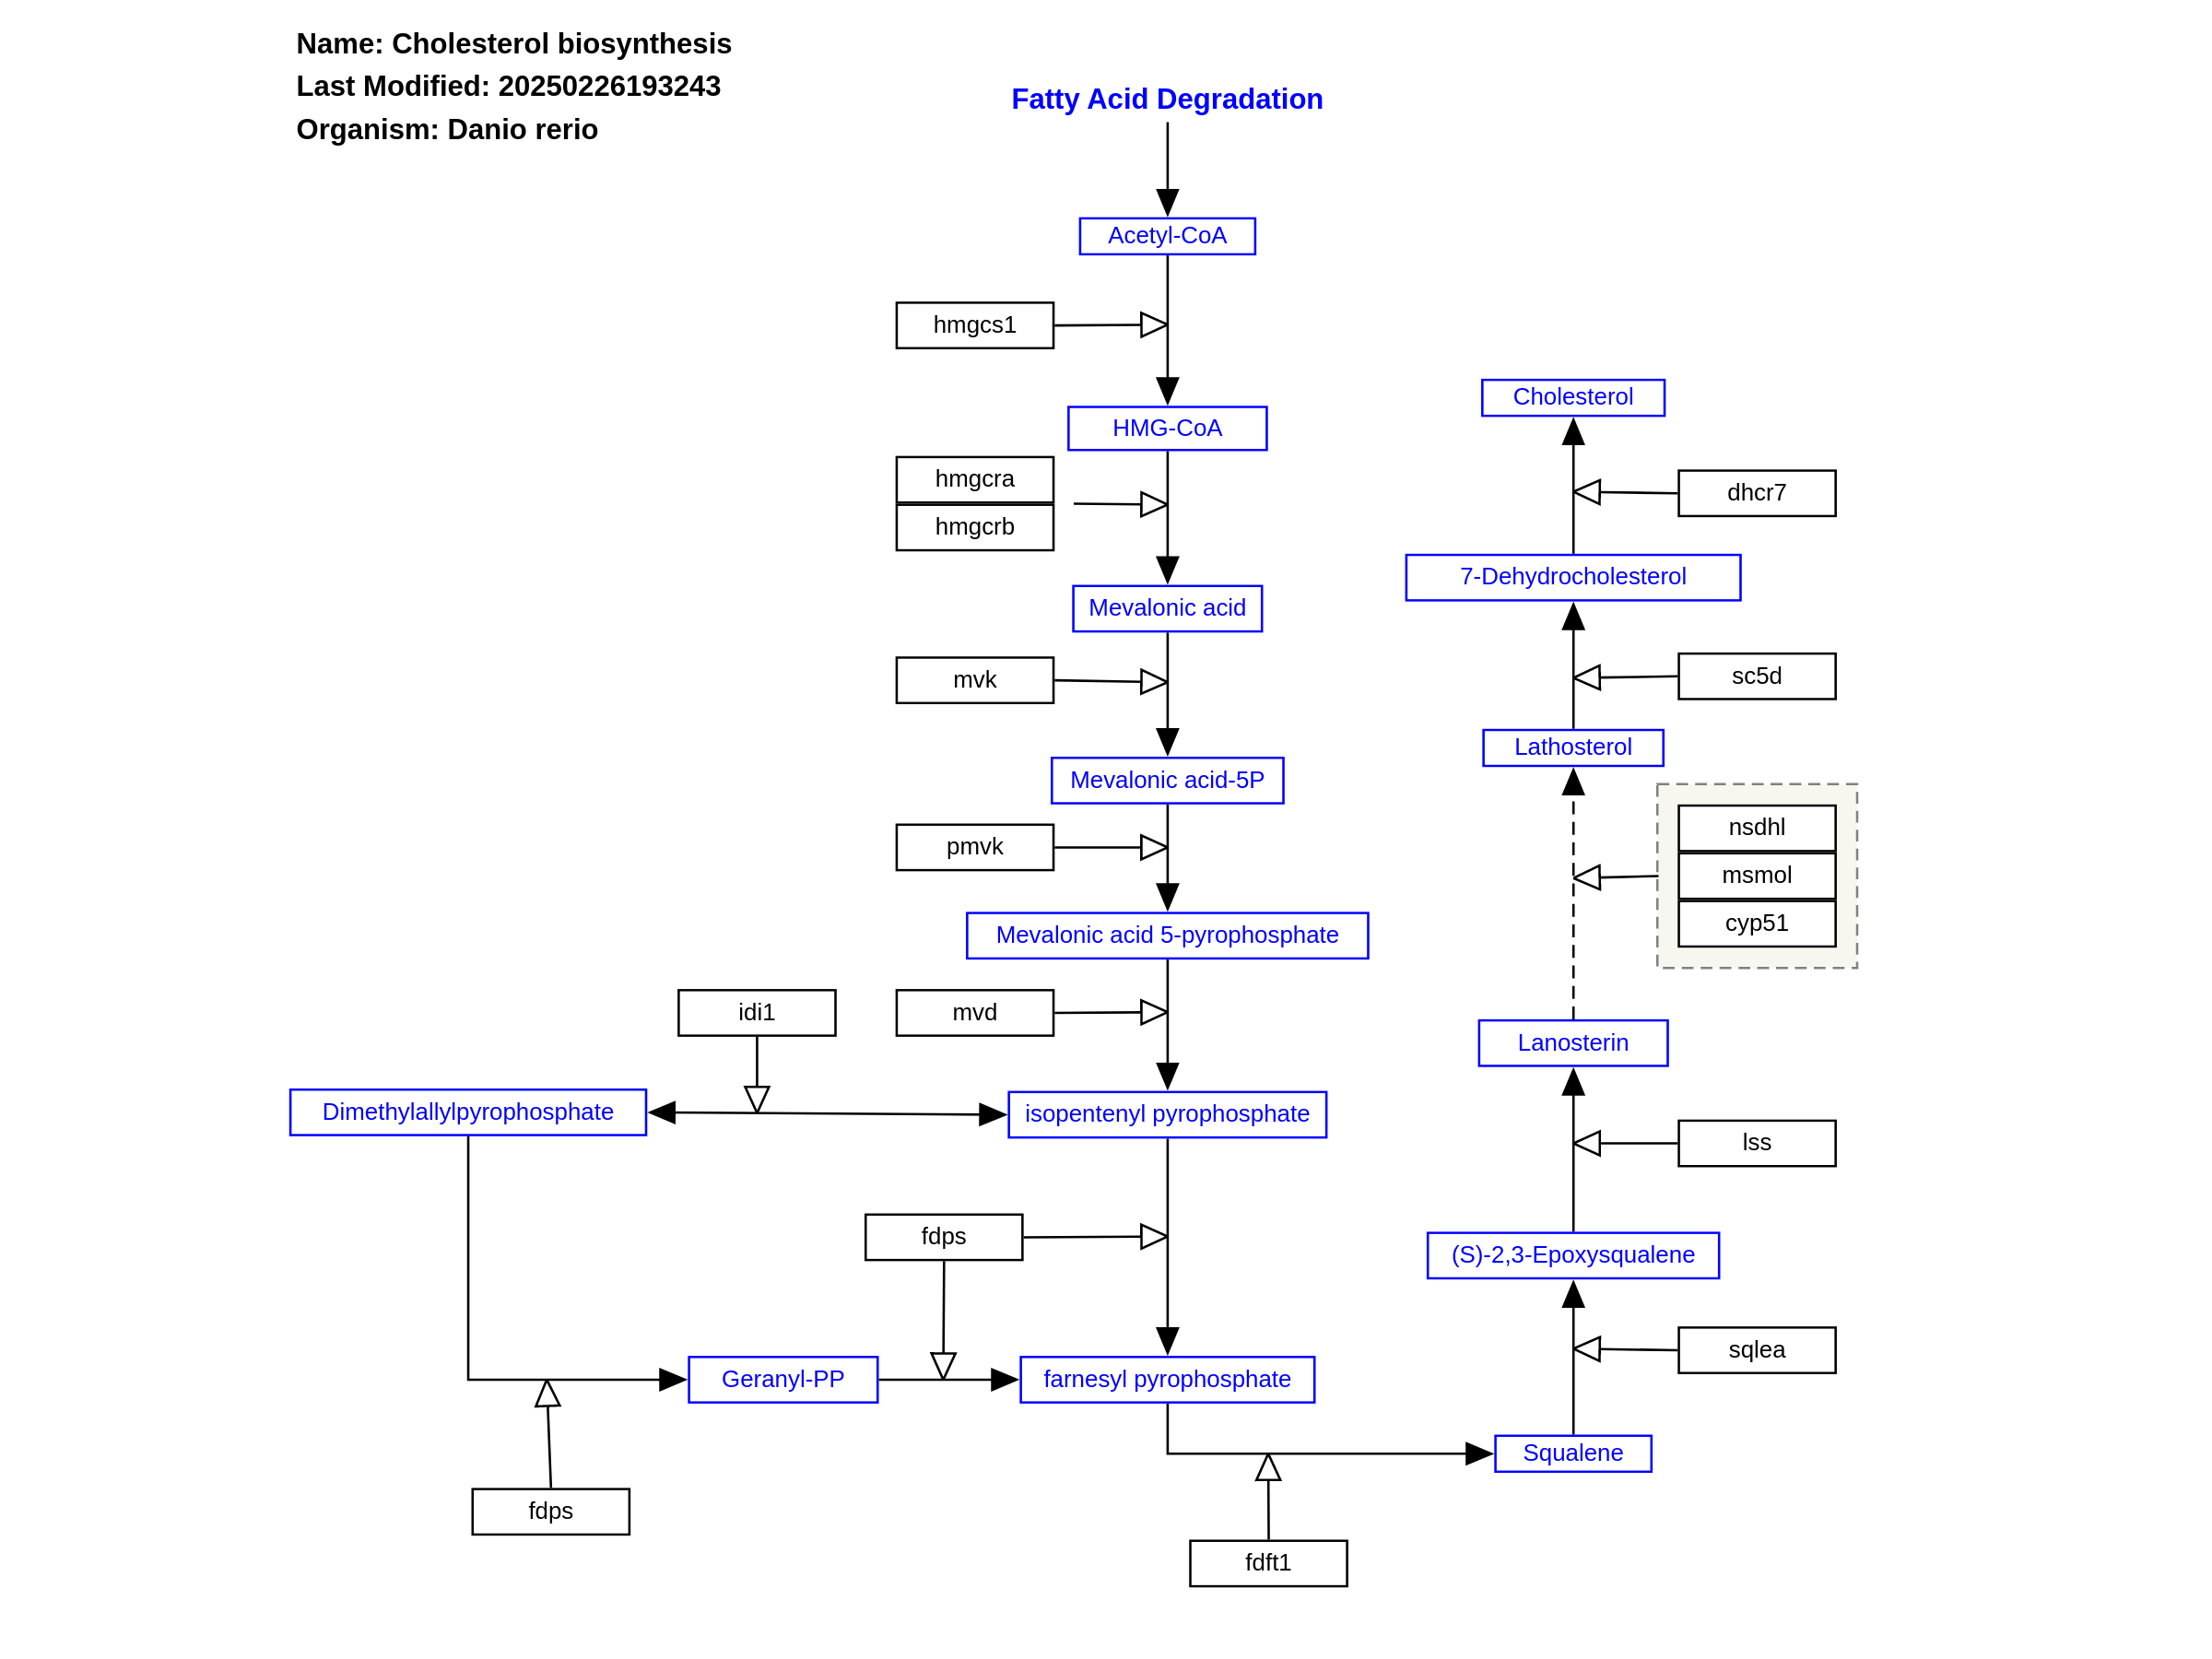 Name: Cholesterol biosynthesis
Last Modified: 20250226193243
Organism: Danio rerio
Fatty Acid Degradation
Acetyl-CoA
hmgcs1
HMG-CoA
hmgcra
hmgcrb
Mevalonic acid
mvk
Mevalonic acid-5P
pmvk
Mevalonic acid 5-pyrophosphate
idi1
mvd
Dimethylallylpyrophosphate
isopentenyl pyrophosphate
fdps
Geranyl-PP
farnesyl pyrophosphate
fdps
fdft1
Cholesterol
dhcr7
7-Dehydrocholesterol
sc5d
Lathosterol
nsdhl
msmol
cyp51
Lanosterin
lss
(S)-2,3-Epoxysqualene
sqlea
Squalene